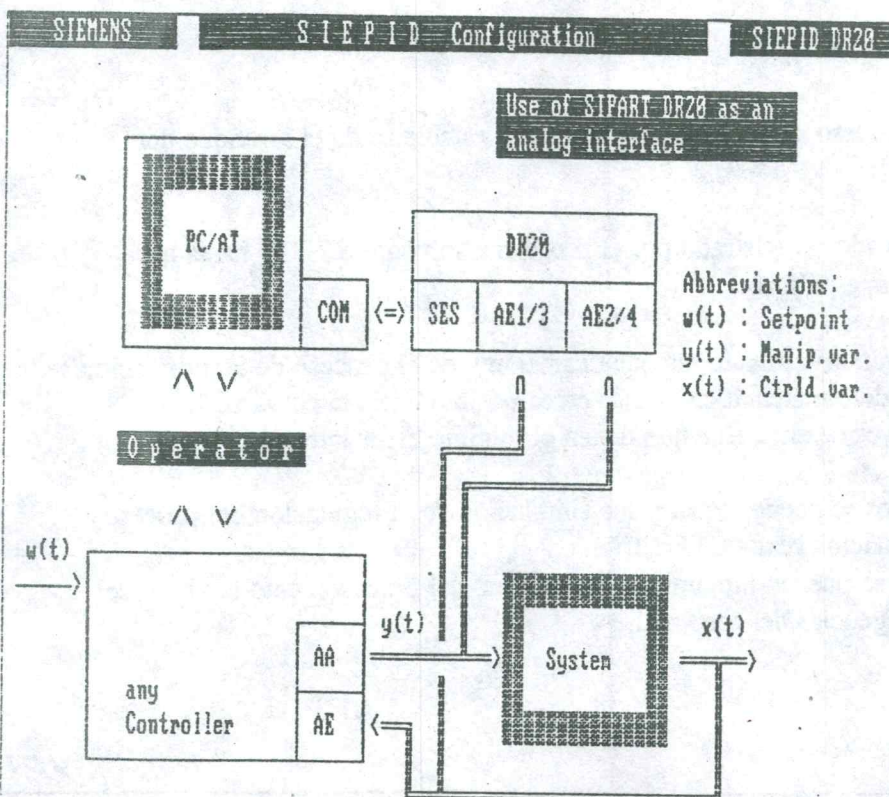 SIEMENS
S I E P I D Configuration
SIEPID DR20
Use of SIPART DR20 as an
analog interface
PC/AT
COM
<=>
DR20
SES
AE1/3
AE2/4
Abbreviations:
w(t) : Setpoint
y(t) : Manip.var.
x(t) : Ctrld.var.
O p e r a t o r
w(t)
any
Controller
AA
AE
y(t)
System
x(t)